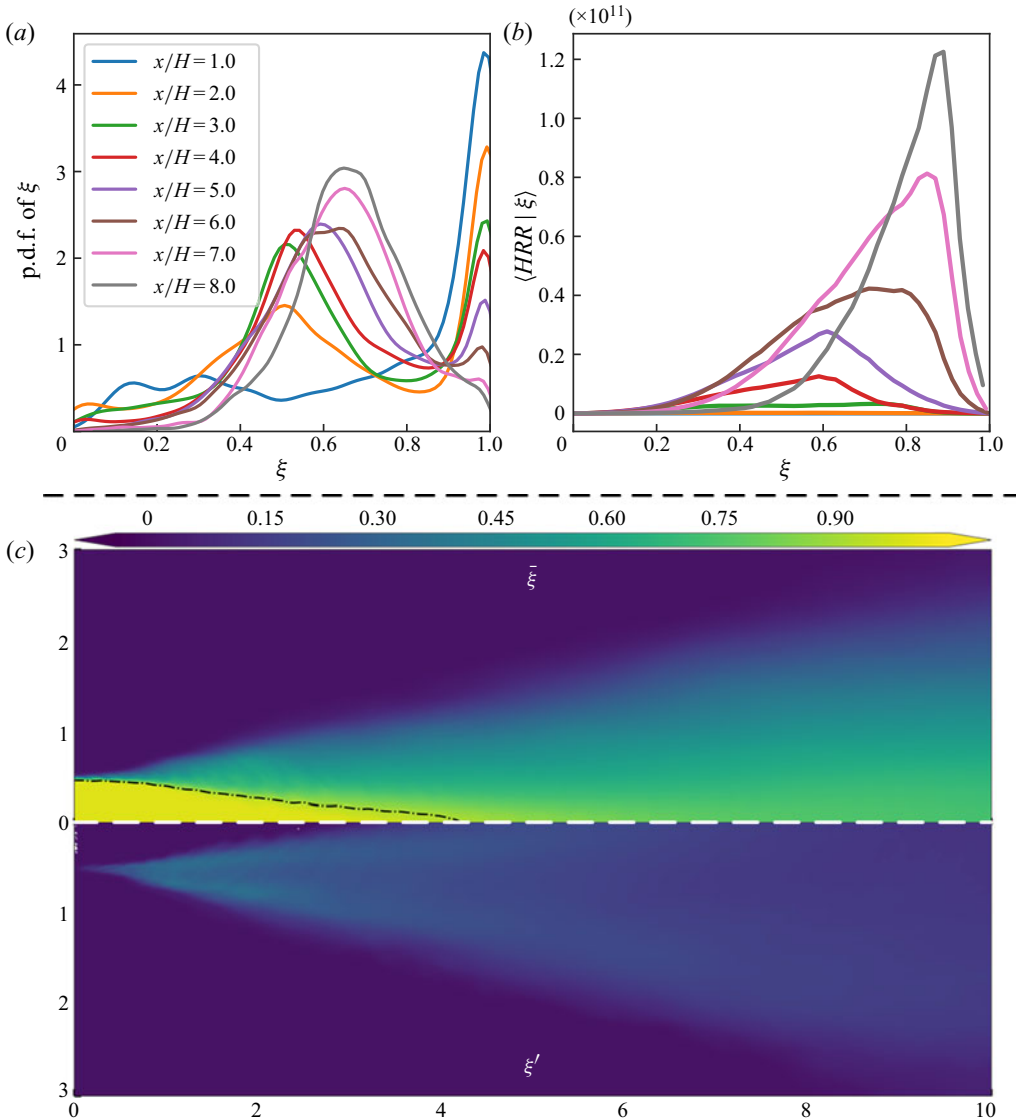 (×10¹¹)
(a)
(b)
x/H = 1.0
x/H = 2.0
x/H = 3.0
x/H = 4.0
x/H = 5.0
x/H = 6.0
x/H = 7.0
x/H = 8.0
p.d.f. of ξ
4
3
2
1
0 0.2 0.4 0.6 0.8 1.0
ξ
⟨HRR | ξ⟩
1.2
1.0
0.8
0.6
0.4
0.2
0
0 0.2 0.4 0.6 0.8 1.0
ξ
0 0.15 0.30 0.45 0.60 0.75 0.90
(c)
3
ξ̄
2
1
0
1
2
3
ξ′
0 2 4 6 8 10